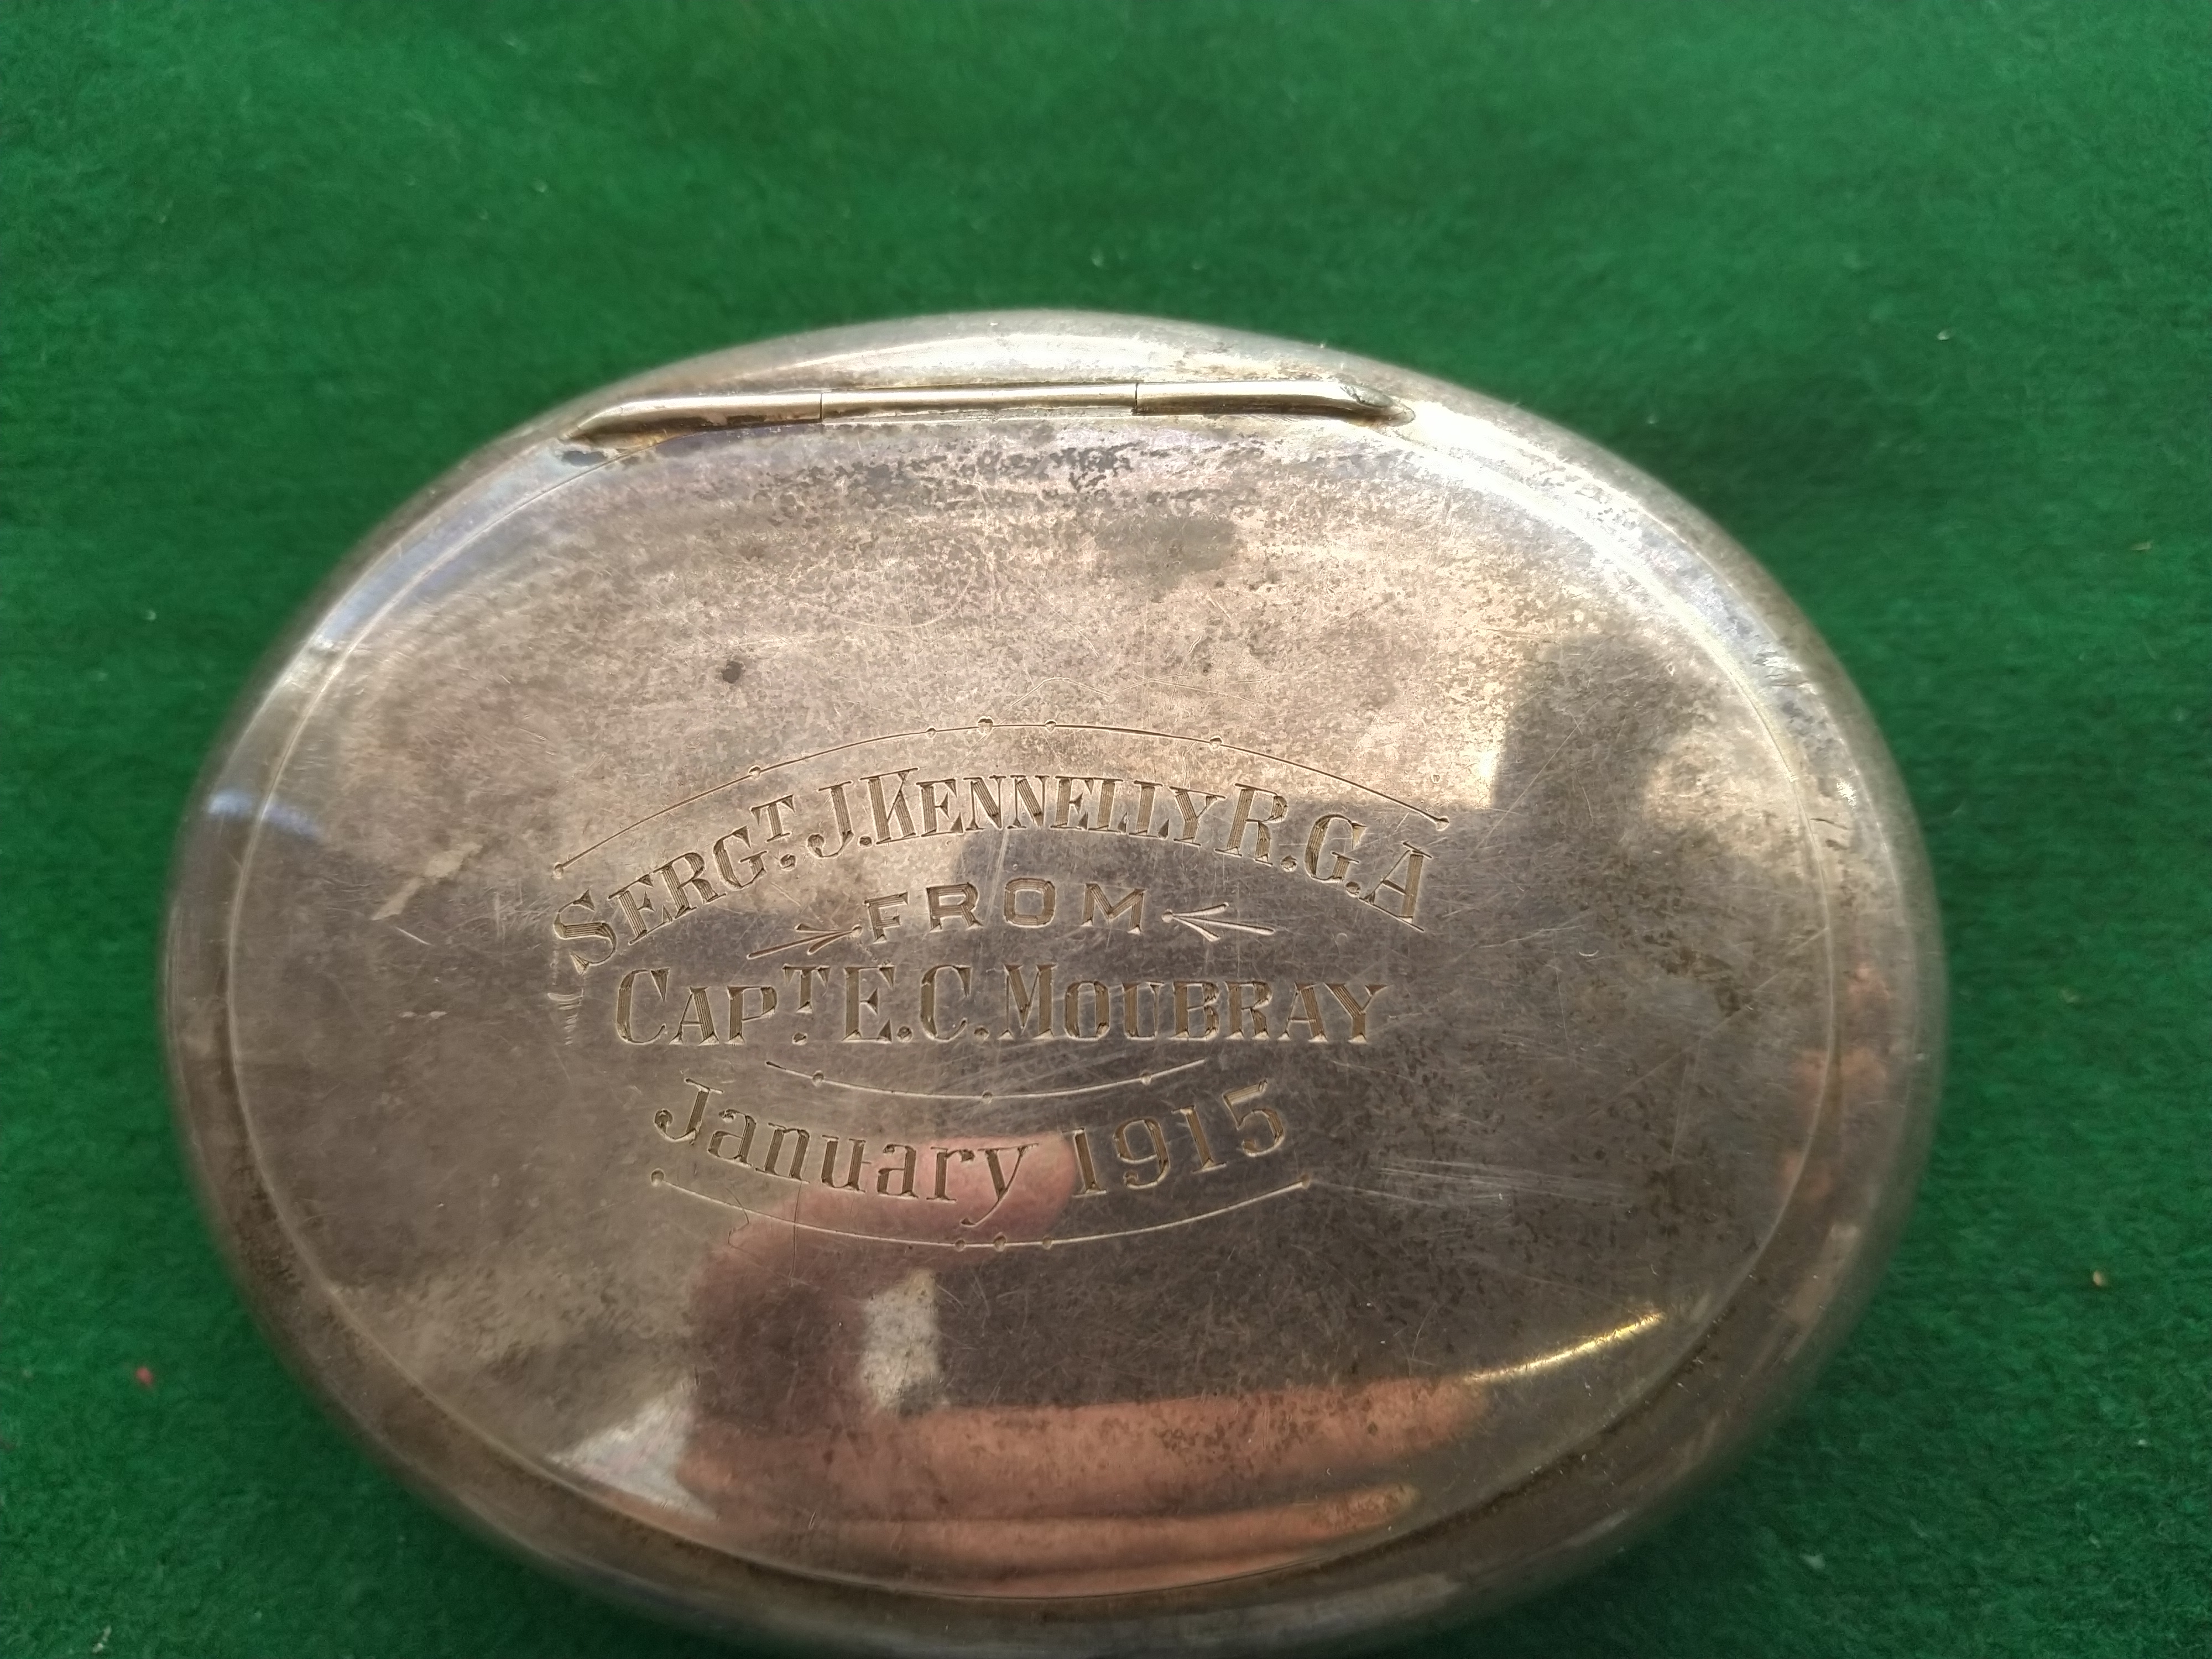 SERGT. J. KENNELLY R.G.A
FROM
CAPT. E.C. MOUBRAY
January 1915